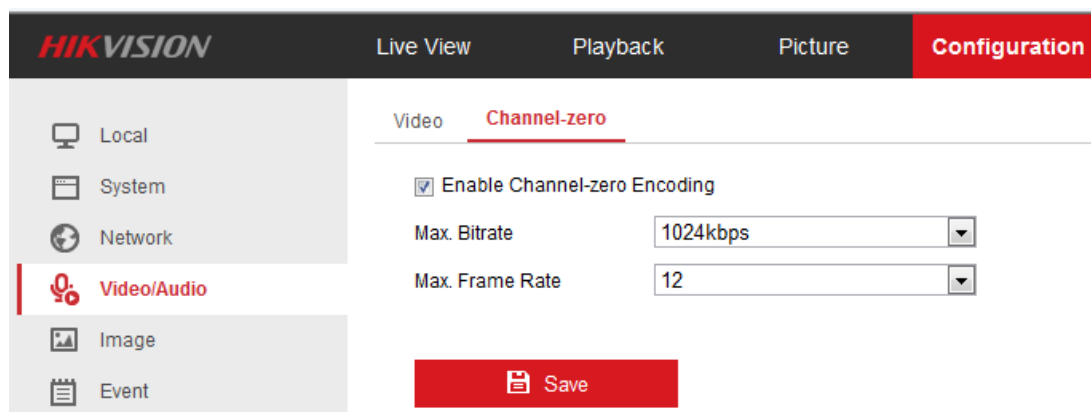 HIKVISION Live View Playback Picture Configuration
Local
System
Network
Video/Audio
Image
Event
Video Channel-zero
Enable Channel-zero Encoding
Max. Bitrate 1024kbps
Max. Frame Rate 12
Save